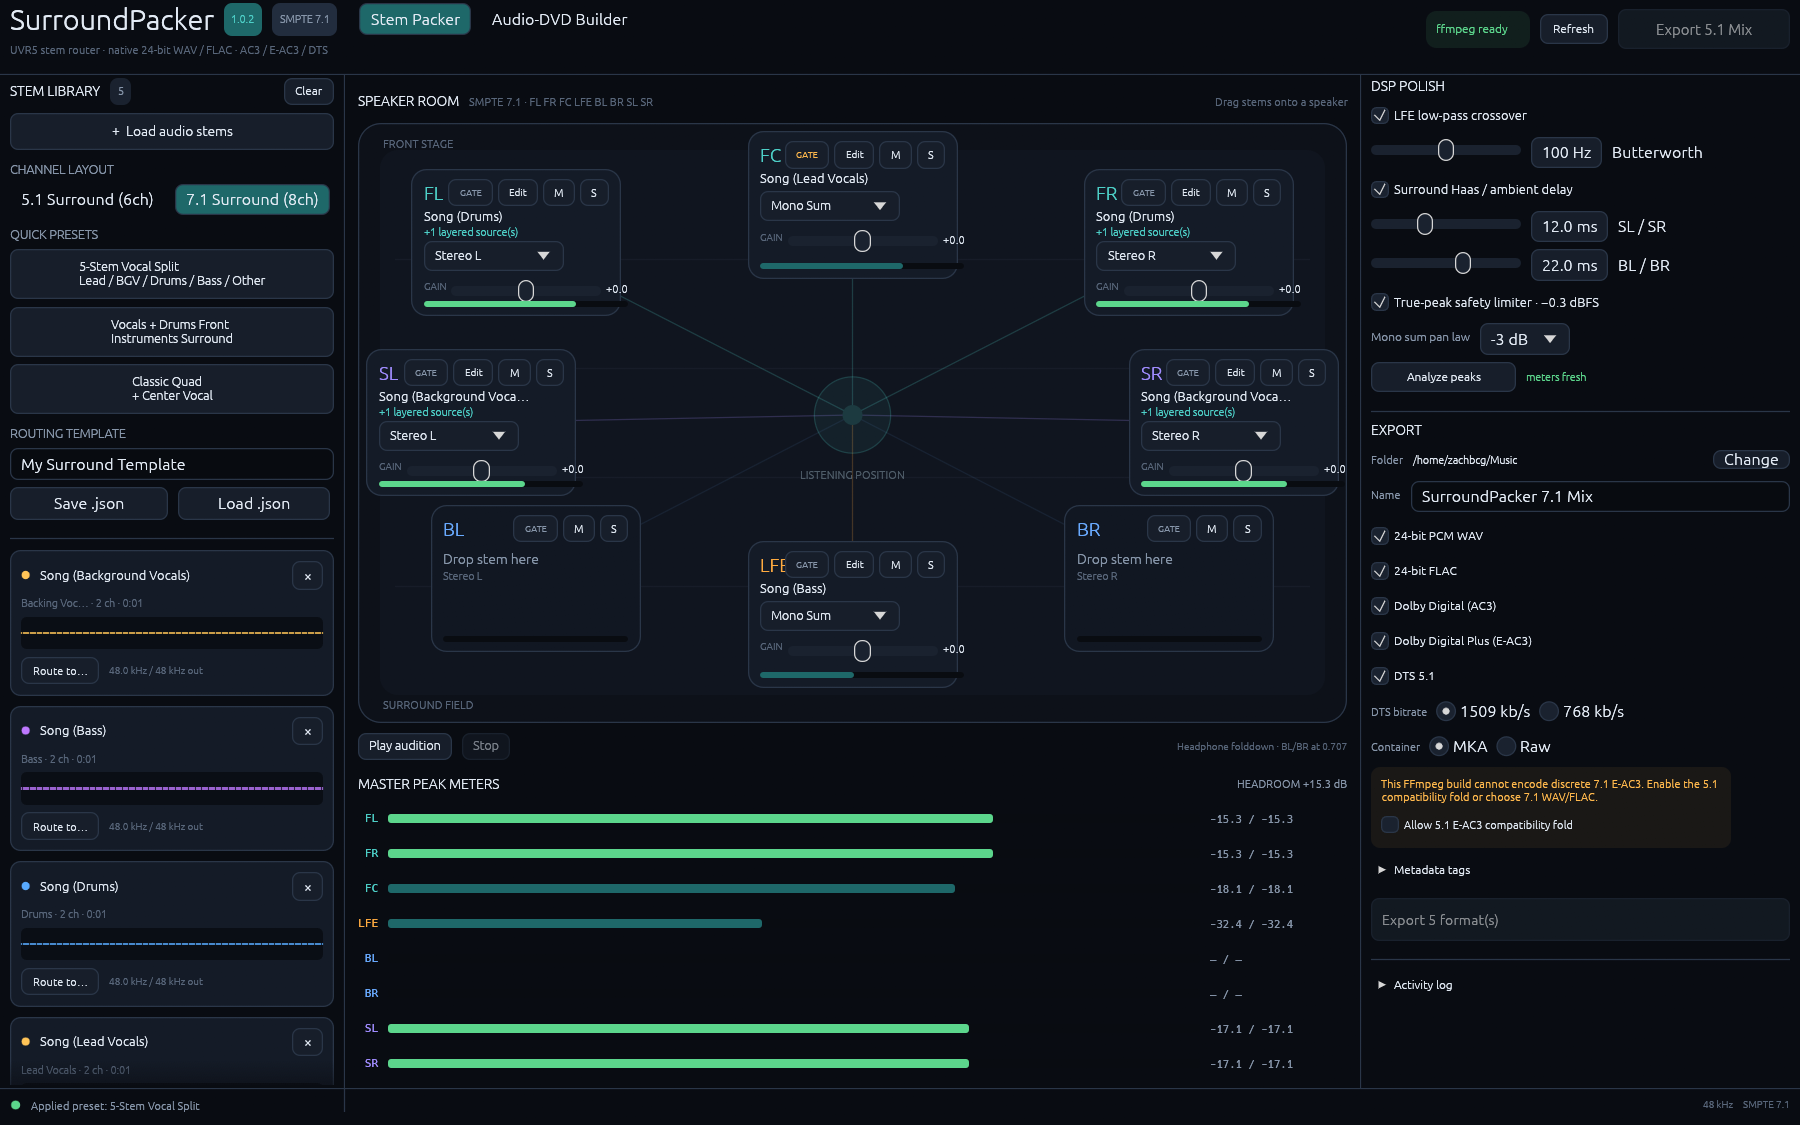 SurroundPacker 1.0.2 SMPTE 7.1
UVR5 stem router · native 24-bit WAV / FLAC · AC3 / E-AC3 / DTS
Stem Packer Audio-DVD Builder
ffmpeg ready Refresh Export 5.1 Mix
STEM LIBRARY 5 Clear
+ Load audio stems
CHANNEL LAYOUT
5.1 Surround (6ch) 7.1 Surround (8ch)
QUICK PRESETS
5-Stem Vocal Split
Lead / BGV / Drums / Bass / Other
Vocals + Drums Front
Instruments Surround
Classic Quad
+ Center Vocal
ROUTING TEMPLATE
My Surround Template
Save .json Load .json
Song (Background Vocals) ×
Backing Voc… · 2 ch · 0:01
Route to... 48.0 kHz / 48 kHz out
Song (Bass) ×
Bass · 2 ch · 0:01
Route to... 48.0 kHz / 48 kHz out
Song (Drums) ×
Drums · 2 ch · 0:01
Route to... 48.0 kHz / 48 kHz out
Song (Lead Vocals) ×
Lead Vocals · 2 ch · 0:01
Applied preset: 5-Stem Vocal Split
SPEAKER ROOM SMPTE 7.1 · FL FR FC LFE BL BR SL SR Drag stems onto a speaker
FRONT STAGE
FL GATE Edit M S
Song (Drums)
+1 layered source(s)
Stereo L
GAIN +0.0
FC GATE Edit M S
Song (Lead Vocals)
Mono Sum
GAIN +0.0
FR GATE Edit M S
Song (Drums)
+1 layered source(s)
Stereo R
GAIN +0.0
SL GATE Edit M S
Song (Background Voca…
+1 layered source(s)
Stereo L
GAIN +0.0
LISTENING POSITION
SR GATE Edit M S
Song (Background Voca…
+1 layered source(s)
Stereo R
GAIN +0.0
BL GATE M S
Drop stem here
Stereo L
LFE GATE Edit M S
Song (Bass)
Mono Sum
GAIN +0.0
BR GATE M S
Drop stem here
Stereo R
SURROUND FIELD
Play audition Stop Headphone folddown · BL/BR at 0.707
MASTER PEAK METERS HEADROOM +15.3 dB
FL -15.3 / -15.3
FR -15.3 / -15.3
FC -18.1 / -18.1
LFE -32.4 / -32.4
BL — / —
BR — / —
SL -17.1 / -17.1
SR -17.1 / -17.1
DSP POLISH
LFE low-pass crossover
100 Hz Butterworth
Surround Haas / ambient delay
12.0 ms SL / SR
22.0 ms BL / BR
True-peak safety limiter · −0.3 dBFS
Mono sum pan law -3 dB
Analyze peaks meters fresh
EXPORT
Folder /home/zachbcg/Music Change
Name SurroundPacker 7.1 Mix
24-bit PCM WAV
24-bit FLAC
Dolby Digital (AC3)
Dolby Digital Plus (E-AC3)
DTS 5.1
DTS bitrate 1509 kb/s 768 kb/s
Container MKA Raw
This FFmpeg build cannot encode discrete 7.1 E-AC3. Enable the 5.1
compatibility fold or choose 7.1 WAV/FLAC.
Allow 5.1 E-AC3 compatibility fold
Metadata tags
Export 5 format(s)
Activity log
48 kHz SMPTE 7.1